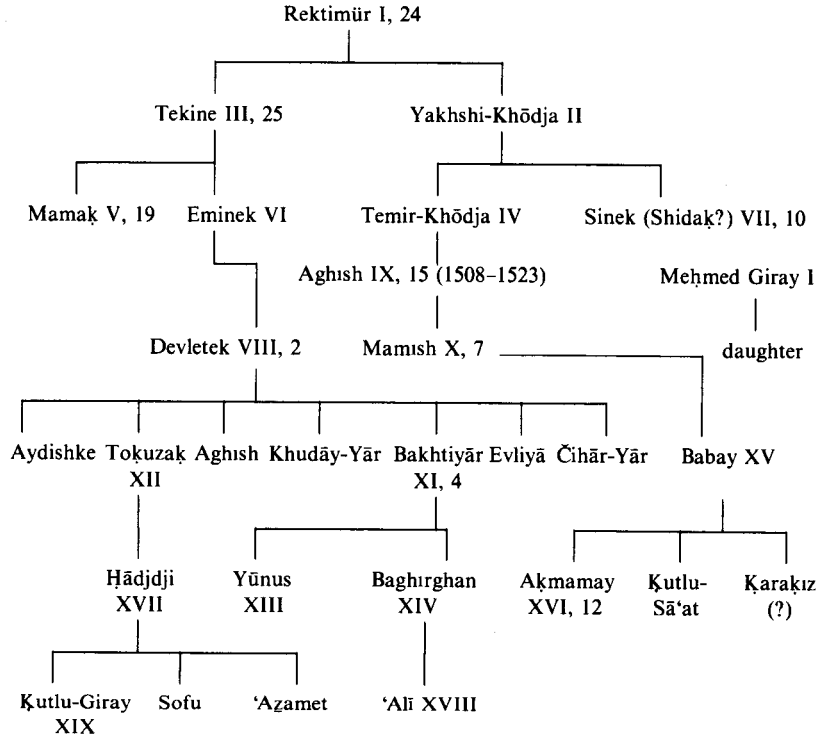 Rektimür I, 24
Tekine III, 25 Yakhshi-Khōdja II
Mamaḳ V, 19 Eminek VI Temir-Khōdja IV Sinek (Shidaḳ?) VII, 10
Aghısh IX, 15 (1508–1523) Meḥmed Giray I
Devletek VIII, 2 Mamısh X, 7 daughter
Aydishke Toḳuzaḳ Aghısh Khudāy-Yār Bakhtiyār Evliyā Čihār-Yār Babay XV
XII XI, 4
Ḥādjdji Yūnus Baghırghan Aḳmamay Ḳutlu- Ḳaraḳız
XVII XIII XIV XVI, 12 Sā‘at (?)
Ḳutlu-Giray Sofu ‘Aẓamet ‘Alī XVIII
XIX